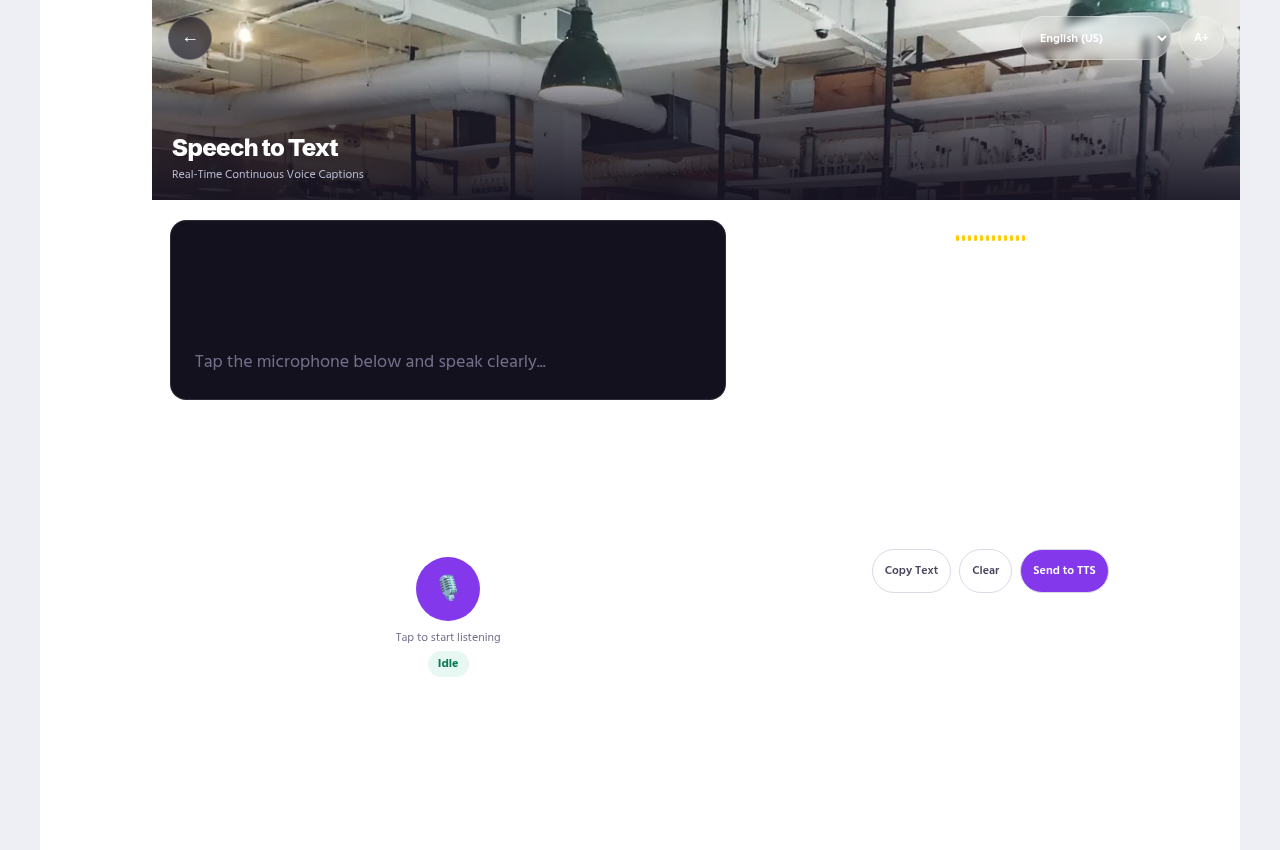 ←
English (US)
A+
Speech to Text
Real-Time Continuous Voice Captions
Tap the microphone below and speak clearly...
Copy Text
Clear
Send to TTS
Tap to start listening
Idle